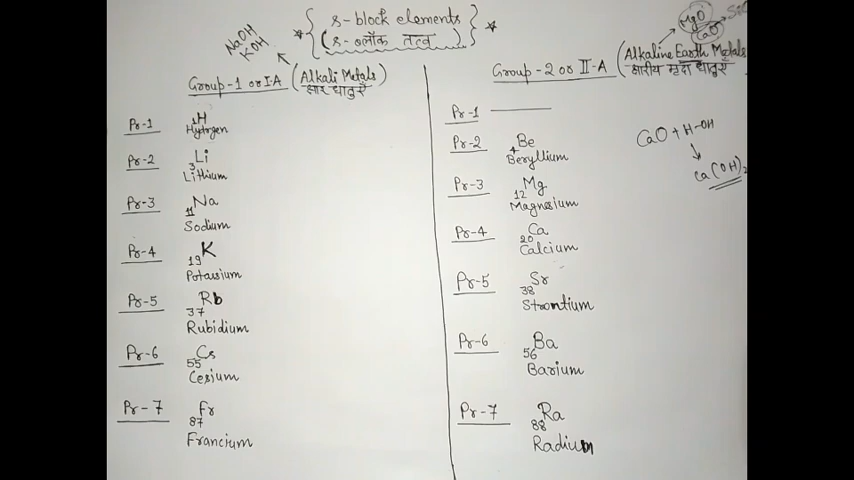 s-block elements
(s-ब्लॉक तत्व)
NaOH
KOH
Group-1 or I-A (Alkali Metals)
क्षार धातुएँ
Pr-1
1H
Hydrgen
Pr-2
3Li
Lithium
Pr-3
11Na
Sodium
Pr-4
19K
Potassium
Pr-5
37Rb
Rubidium
Pr-6
55Cs
Cesium
Pr-7
87Fr
Francium
MgO
CaO
Group-2 or II-A (Alkaline Earth Metals
क्षारीय मृदा धातुएँ
Pr-1
Pr-2
4Be
Beryllium
Pr-3
12Mg
Magnesium
Pr-4
20Ca
Calcium
Pr-5
38Sr
Strontium
Pr-6
56Ba
Barium
Pr-7
88Ra
Radium
CaO + H-OH
Ca(OH)2